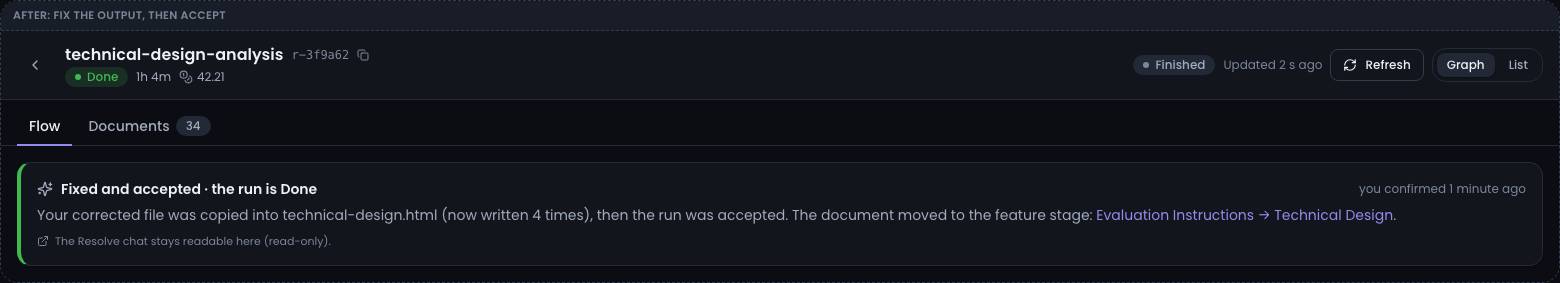 AFTER: FIX THE OUTPUT, THEN ACCEPT
technical-design-analysis r-3f9a62
Done 1h 4m 42.21
Finished Updated 2 s ago Refresh Graph List
Flow Documents 34
Fixed and accepted · the run is Done you confirmed 1 minute ago
Your corrected file was copied into technical-design.html (now written 4 times), then the run was accepted. The document moved to the feature stage: Evaluation Instructions → Technical Design.
The Resolve chat stays readable here (read-only).